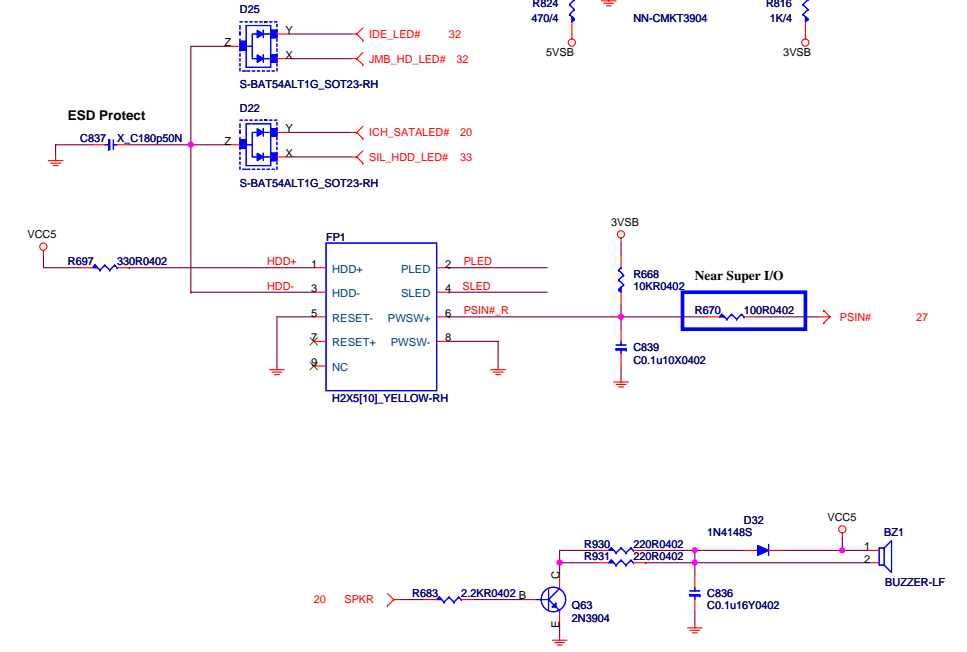 R824
470/4
NN-CMKT3904
R816
1K/4
5VSB
3VSB
D25
Z
Y
X
IDE_LED# 32
JMB_HD_LED# 32
S-BAT54ALT1G_SOT23-RH
ESD Protect
D22
C837 X_C180p50N
Z
Y
X
ICH_SATALED# 20
SIL_HDD_LED# 33
S-BAT54ALT1G_SOT23-RH
VCC5
R697 330R0402
FP1
HDD+ 1 HDD+ PLED 2 PLED
HDD- 3 HDD- SLED 4 SLED
5 RESET- PWSW+ 6 PSIN#_R
7 RESET+ PWSW- 8
9 NC
H2X5[10]_YELLOW-RH
3VSB
R668
10KR0402
Near Super I/O
R670 100R0402
PSIN# 27
C839
C0.1u10X0402
D32
1N4148S
VCC5
BZ1
R930 220R0402
R931 220R0402
1
2
BUZZER-LF
20 SPKR
R683 2.2KR0402
B
C
E
Q63
2N3904
C836
C0.1u16Y0402